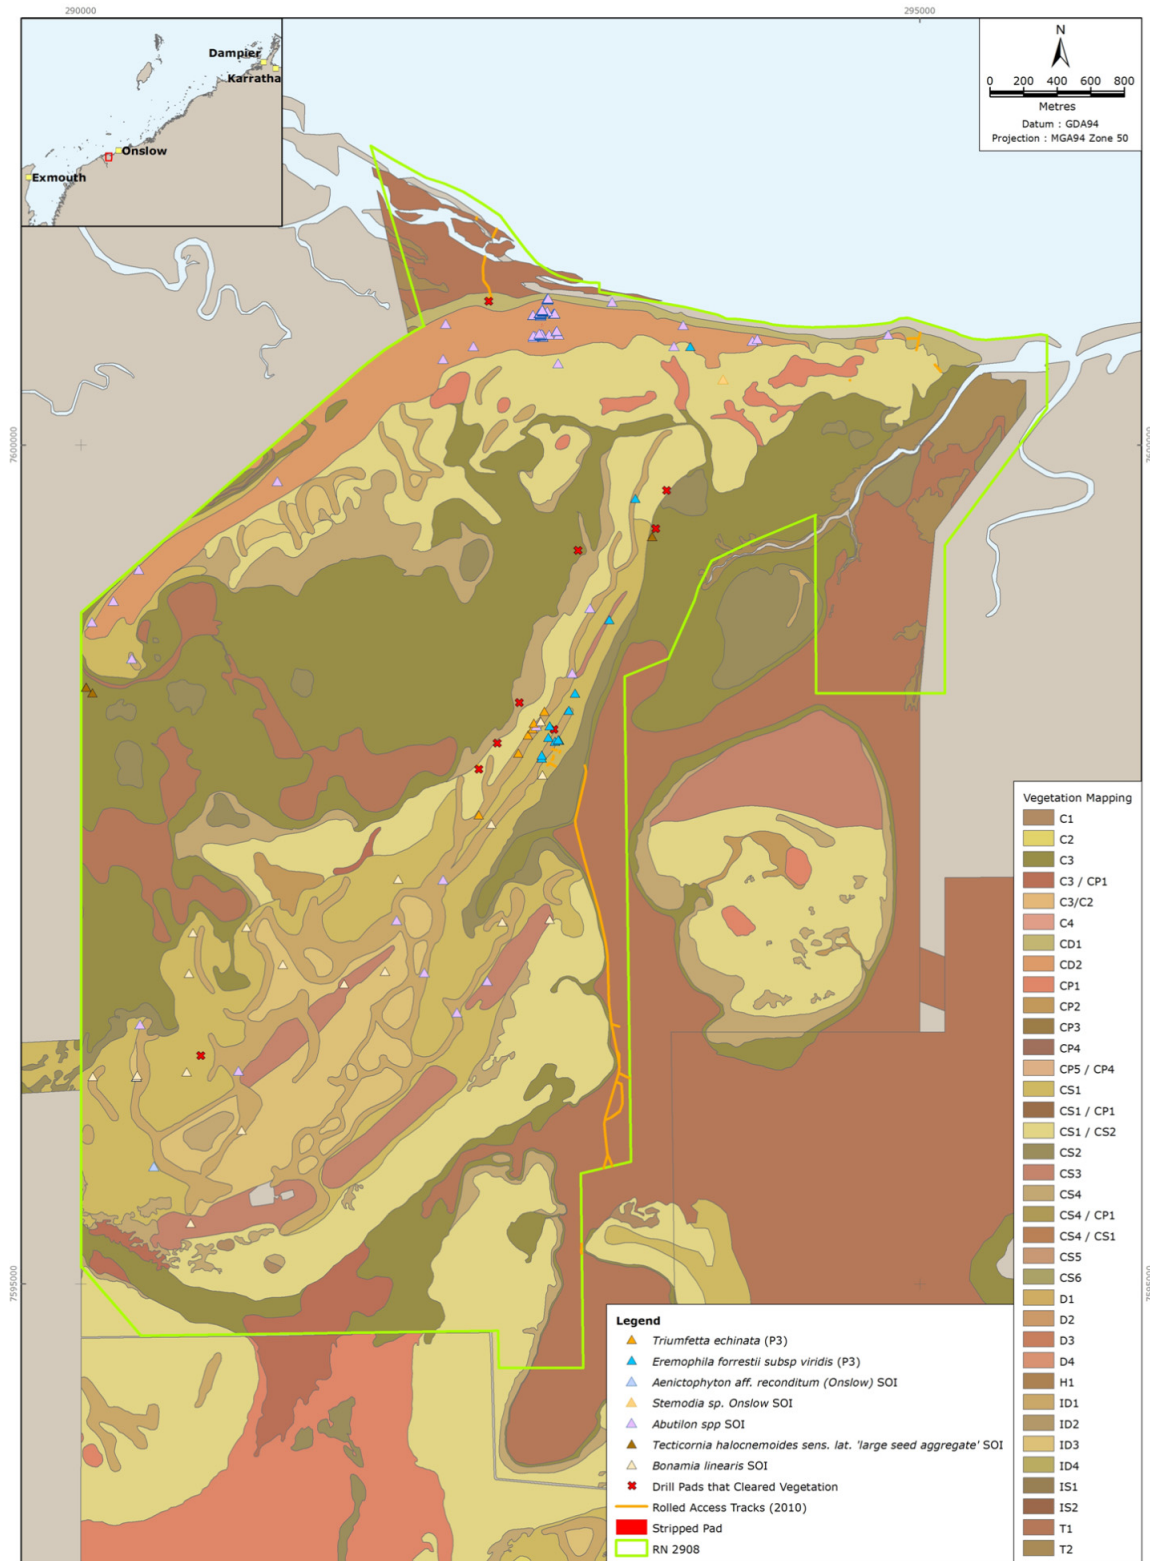 290000
295000
Dampier
Karratha
Onslow
Exmouth
N
0 200 400 600 800
Metres
Datum : GDA94
Projection : MGA94 Zone 50
7600000
7600000
7595000
7595000
Vegetation Mapping
C1
C2
C3
C3 / CP1
C3/C2
C4
CD1
CD2
CP1
CP2
CP3
CP4
CP5 / CP4
CS1
CS1 / CP1
CS1 / CS2
CS2
CS3
CS4
CS4 / CP1
CS4 / CS1
CS5
CS6
D1
D2
D3
D4
H1
ID1
ID2
ID3
ID4
IS1
IS2
T1
T2
Legend
Triumfetta echinata (P3)
Eremophila forrestii subsp viridis (P3)
Aenictophyton aff. reconditum (Onslow) SOI
Stemodia sp. Onslow SOI
Abutilon spp SOI
Tecticornia halocnemoides sens. lat. 'large seed aggregate' SOI
Bonamia linearis SOI
Drill Pads that Cleared Vegetation
Rolled Access Tracks (2010)
Stripped Pad
RN 2908